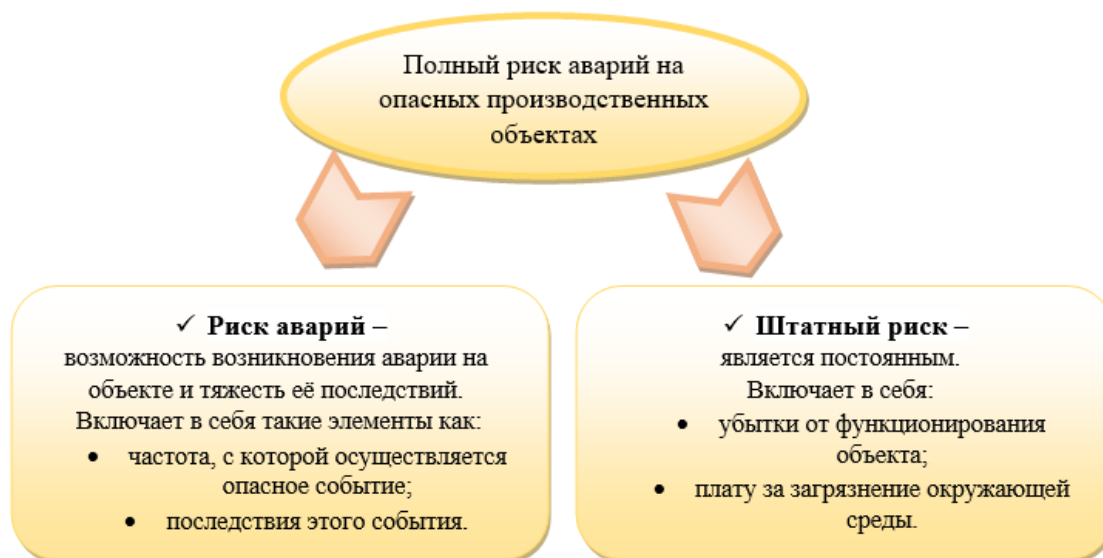 Полный риск аварий на
опасных производственных
объектах
✓ Риск аварий –
возможность возникновения аварии на
объекте и тяжесть её последствий.
Включает в себя такие элементы как:
• частота, с которой осуществляется
опасное событие;
• последствия этого события.
✓ Штатный риск –
является постоянным.
Включает в себя:
• убытки от функционирования
объекта;
• плату за загрязнение окружающей
среды.